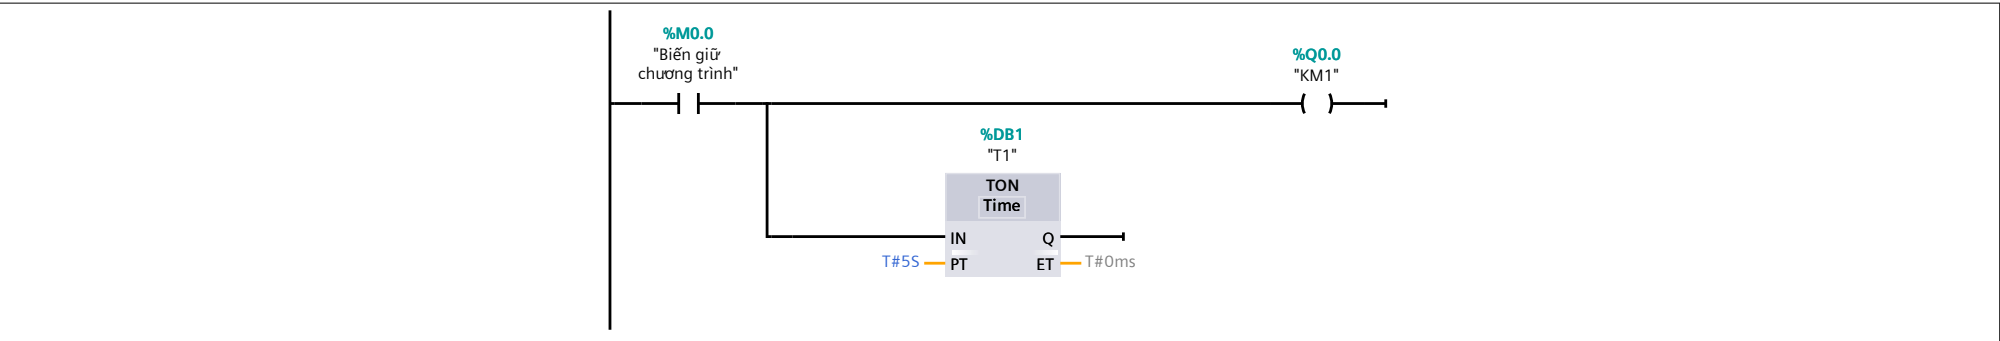 %M0.0
"Biến giữ
chương trình"
%Q0.0
"KM1"
%DB1
"T1"
TON
Time
IN
Q
T#5S
PT
ET
T#0ms